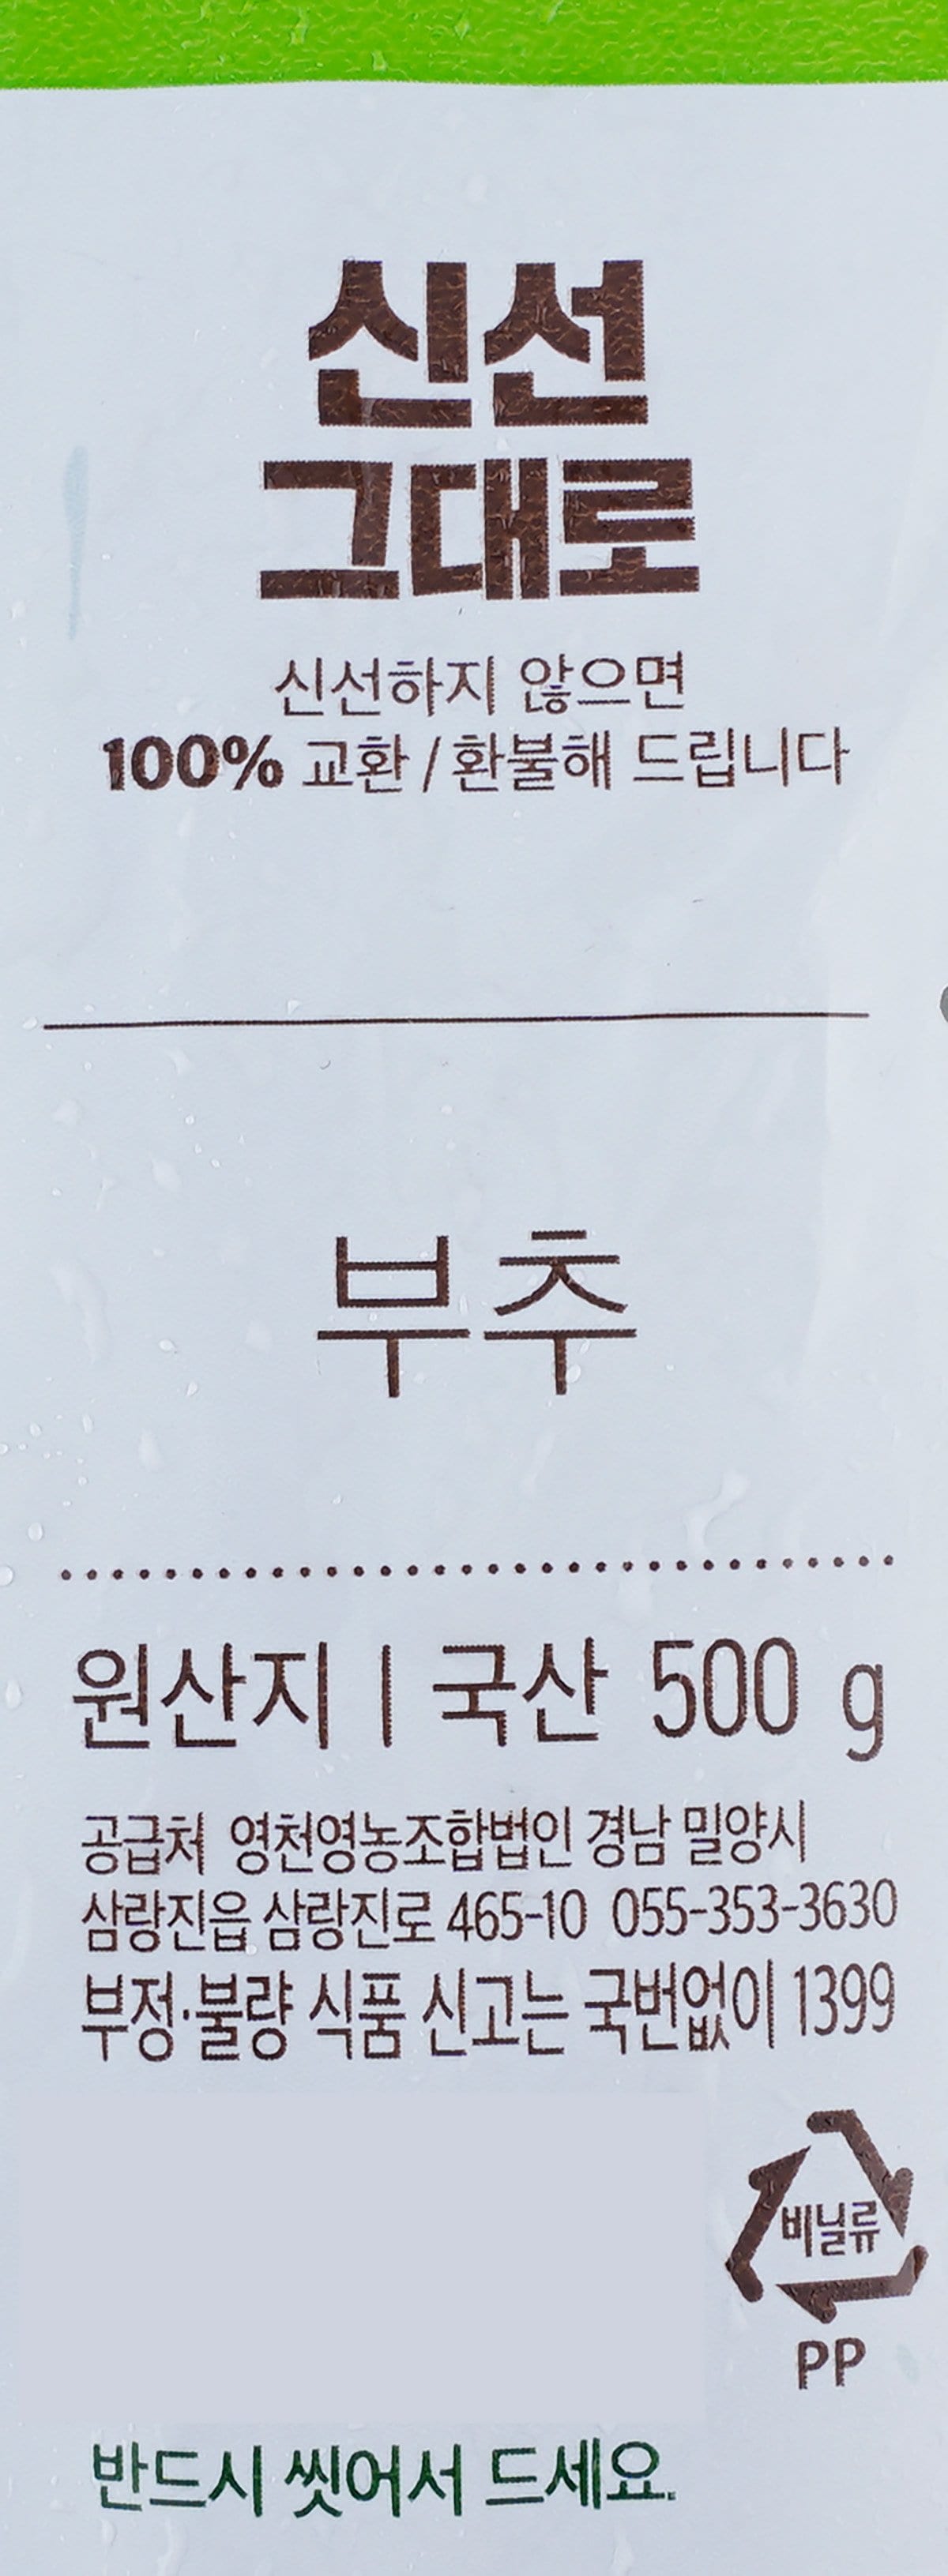 신선
그대로
신선하지 않으면
100% 교환 / 환불해 드립니다
부추
원산지 | 국산 500 g
공급처 영천영농조합법인 경남 밀양시
삼랑진읍 삼랑진로 465-10 055-353-3630
부정·불량 식품 신고는 국번없이 1399
비닐류
PP
반드시 씻어서 드세요.